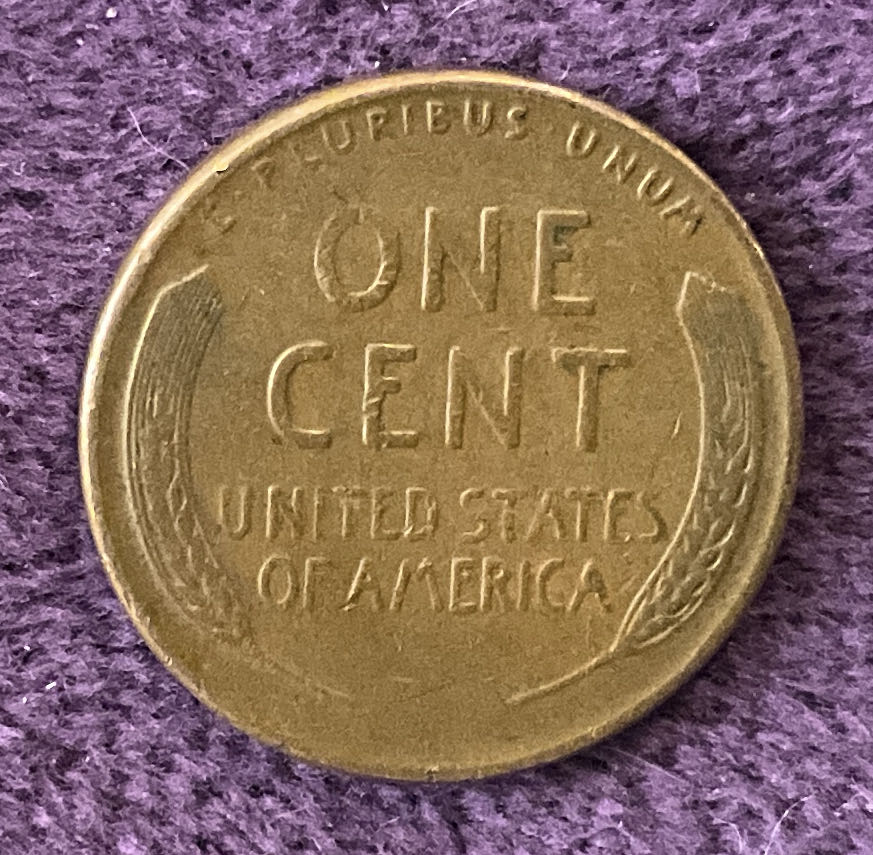 E·PLURIBUS·UNUM
ONE
CENT
UNITED STATES
OF AMERICA